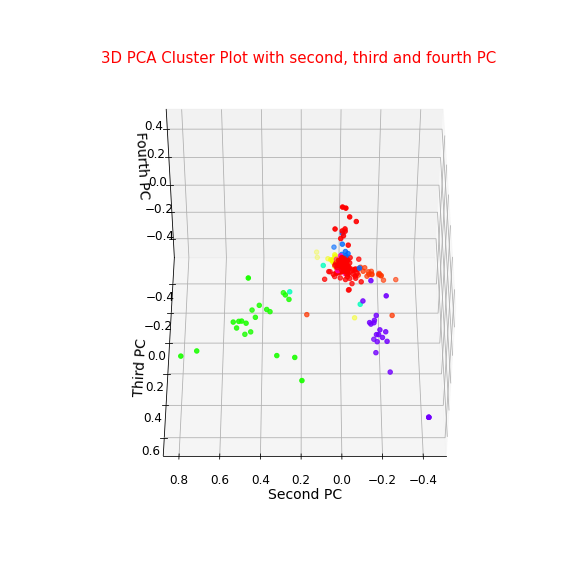 3D PCA Cluster Plot with second, third and fourth PC
0.4
0.2
0.0
−0.2
−0.4
Fourth PC
−0.4
−0.2
0.0
0.2
0.4
0.6
Third PC
0.8 0.6 0.4 0.2 0.0 −0.2 −0.4
Second PC